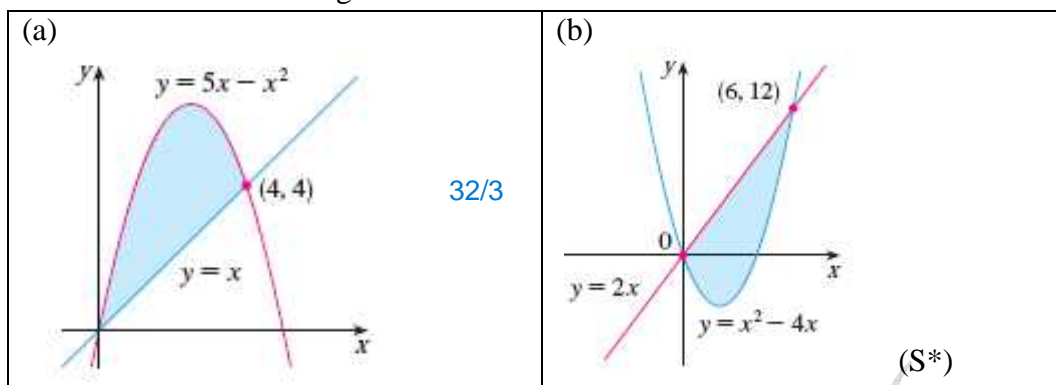 (a)
y
y = 5x − x²
(4, 4)
32/3
y = x
x
(b)
y
(6, 12)
0
x
y = 2x
y = x² − 4x
(S*)